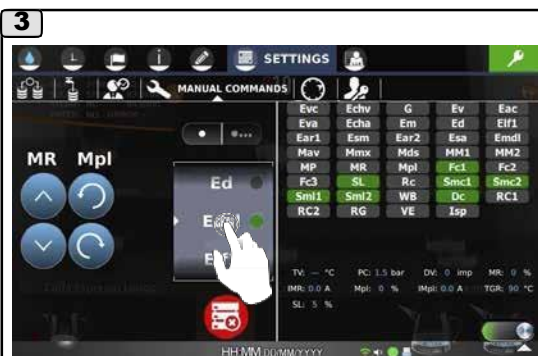 3
SETTINGS
MANUAL COMMANDS
MR Mpl
Ed
Evc Echv G Ev Eac
Eva Echa Em Ed Elf1
Ear1 Esm Ear2 Esa Emdl
Mav Mmx Mds MM1 MM2
MP MR Mpl Fc1 Fc2
Fc3 SL Rc Smc1 Smc2
Sml1 Sml2 WB Dc RC1
RC2 RG VE Isp
TV: — °C PC: 1.5 bar DV: 0 imp MR: 0 %
IMR: 0.0 A Mpl: 0 % IMpl: 0.0 A TGR: 90 °C
SL: 5 %
HH:MM DD/MM/YYYY